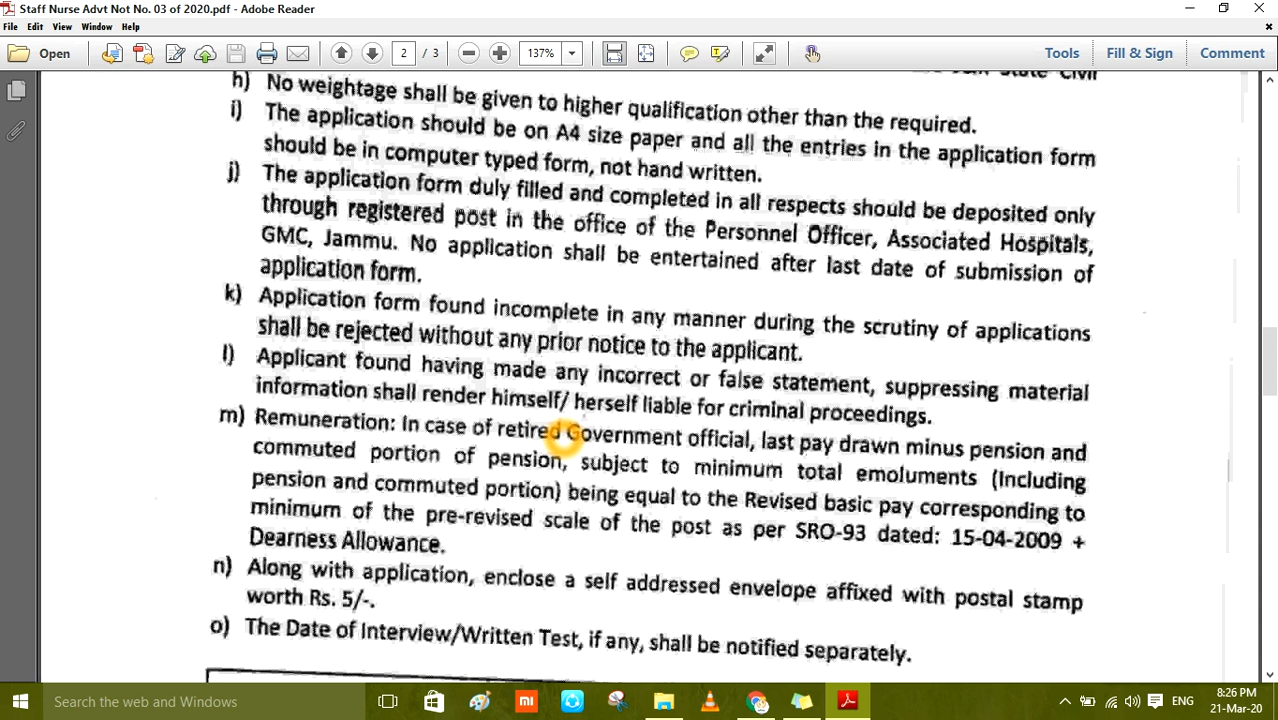 Staff Nurse Advt Not No. 03 of 2020.pdf - Adobe Reader
File Edit View Window Help
Open 2 / 3 137% Tools Fill & Sign Comment
State Civil
h) No weightage shall be given to higher qualification other than the required.
i) The application should be on A4 size paper and all the entries in the application form
should be in computer typed form, not hand written.
j) The application form duly filled and completed in all respects should be deposited only
through registered post in the office of the Personnel Officer, Associated Hospitals,
GMC, Jammu. No application shall be entertained after last date of submission of
application form.
k) Application form found incomplete in any manner during the scrutiny of applications
shall be rejected without any prior notice to the applicant.
l) Applicant found having made any incorrect or false statement, suppressing material
information shall render himself/ herself liable for criminal proceedings.
m) Remuneration: In case of retired Government official, last pay drawn minus pension and
commuted portion of pension, subject to minimum total emoluments (Including
pension and commuted portion) being equal to the Revised basic pay corresponding to
minimum of the pre-revised scale of the post as per SRO-93 dated: 15-04-2009 +
Dearness Allowance.
n) Along with application, enclose a self addressed envelope affixed with postal stamp
worth Rs. 5/-.
o) The Date of Interview/Written Test, if any, shall be notified separately.
Search the web and Windows
ENG
8:26 PM
21-Mar-20